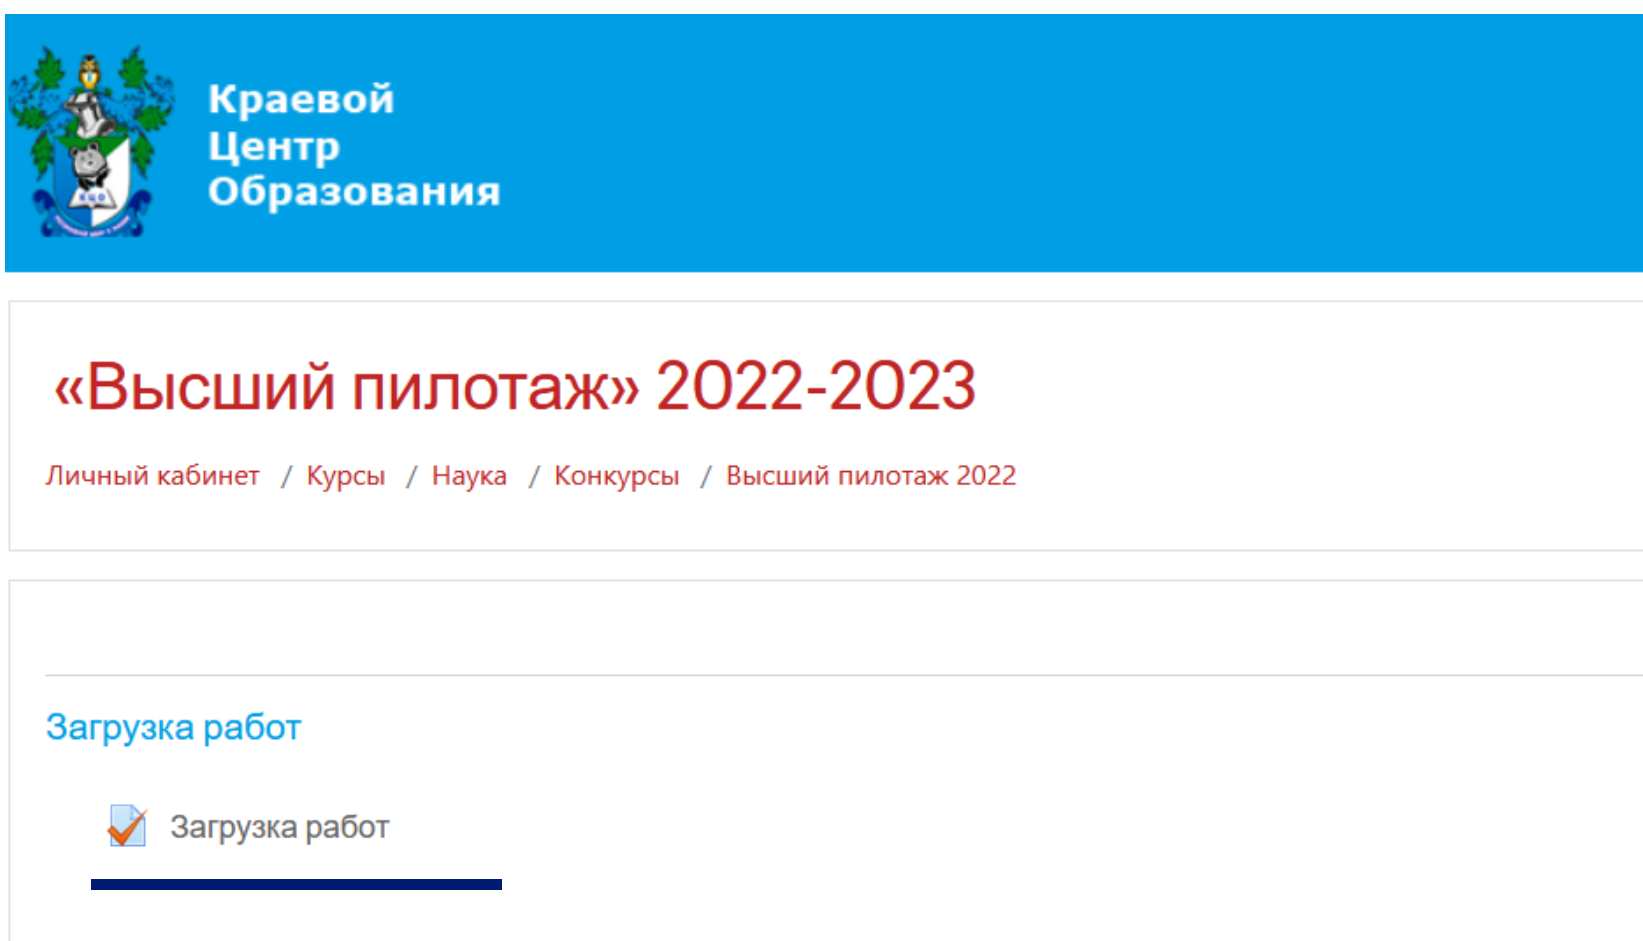 Краевой
Центр
Образования
КЦО
«Высший пилотаж» 2022-2023
Личный кабинет / Курсы / Наука / Конкурсы / Высший пилотаж 2022
Загрузка работ
Загрузка работ